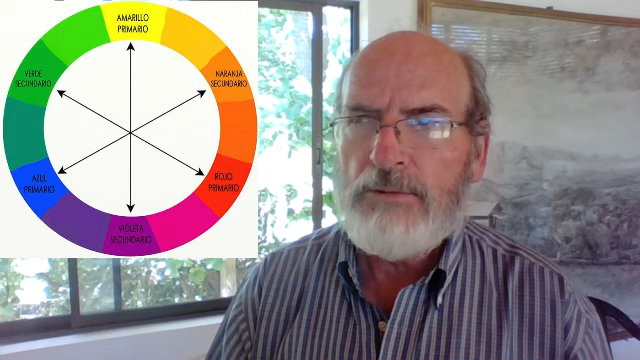 AMARILLO
PRIMARIO
NARANJA
SECUNDARIO
ROJO
PRIMARIO
VIOLETA
SECUNDARIO
AZUL
PRIMARIO
VERDE
SECUNDARIO